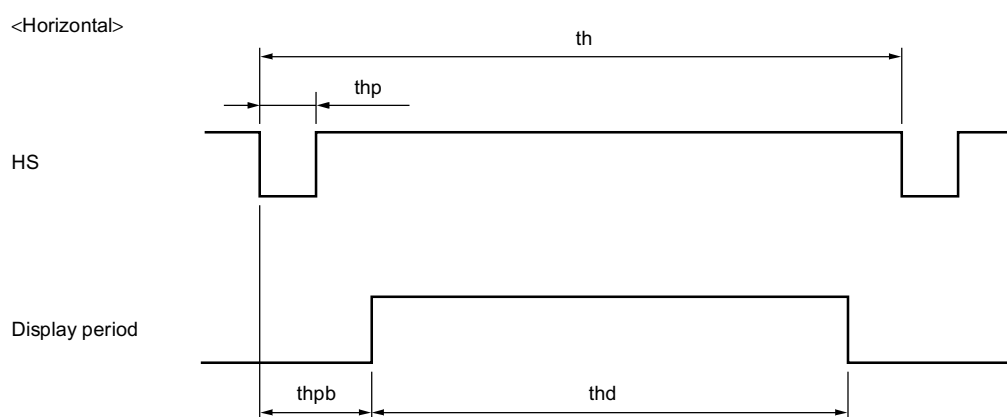 <Horizontal>
th
thp
HS
Display period
thpb
thd